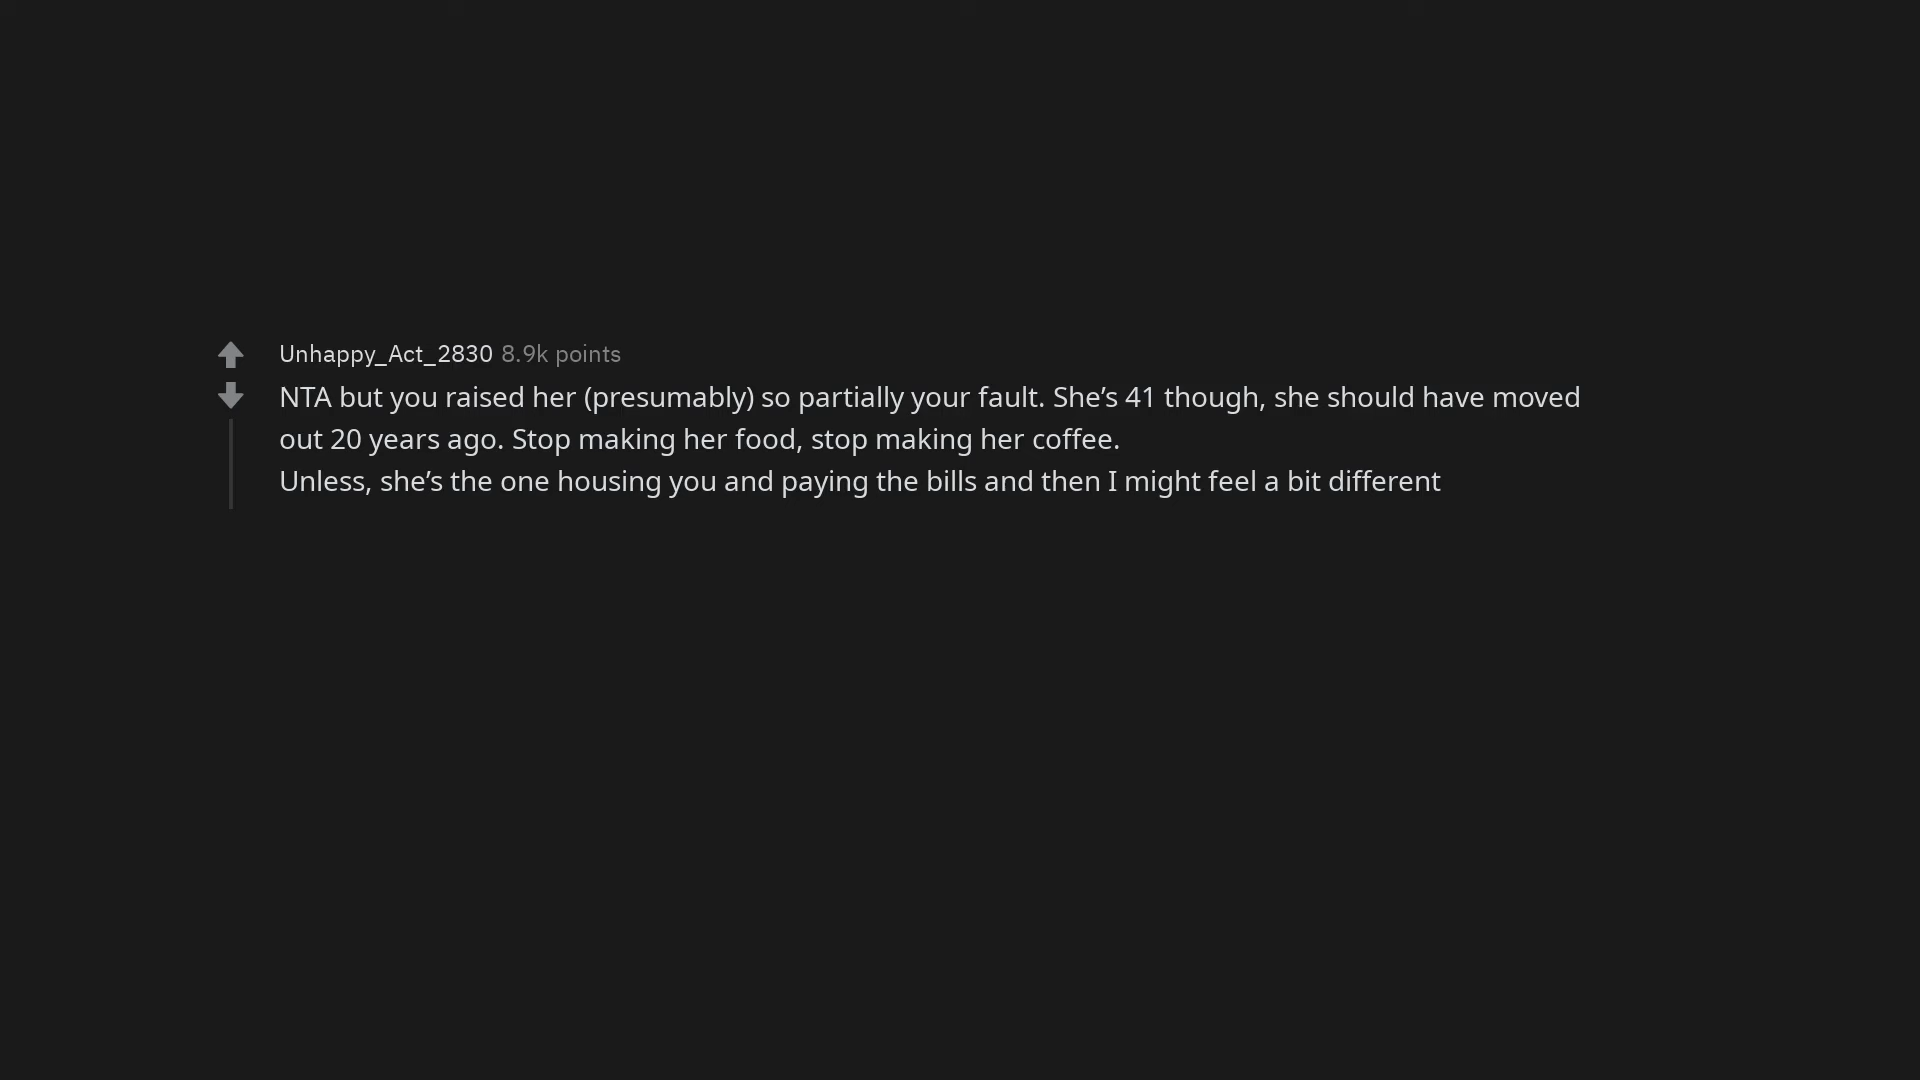 Unhappy_Act_2830 8.9k points
NTA but you raised her (presumably) so partially your fault. She’s 41 though, she should have moved
out 20 years ago. Stop making her food, stop making her coffee.
Unless, she’s the one housing you and paying the bills and then I might feel a bit different